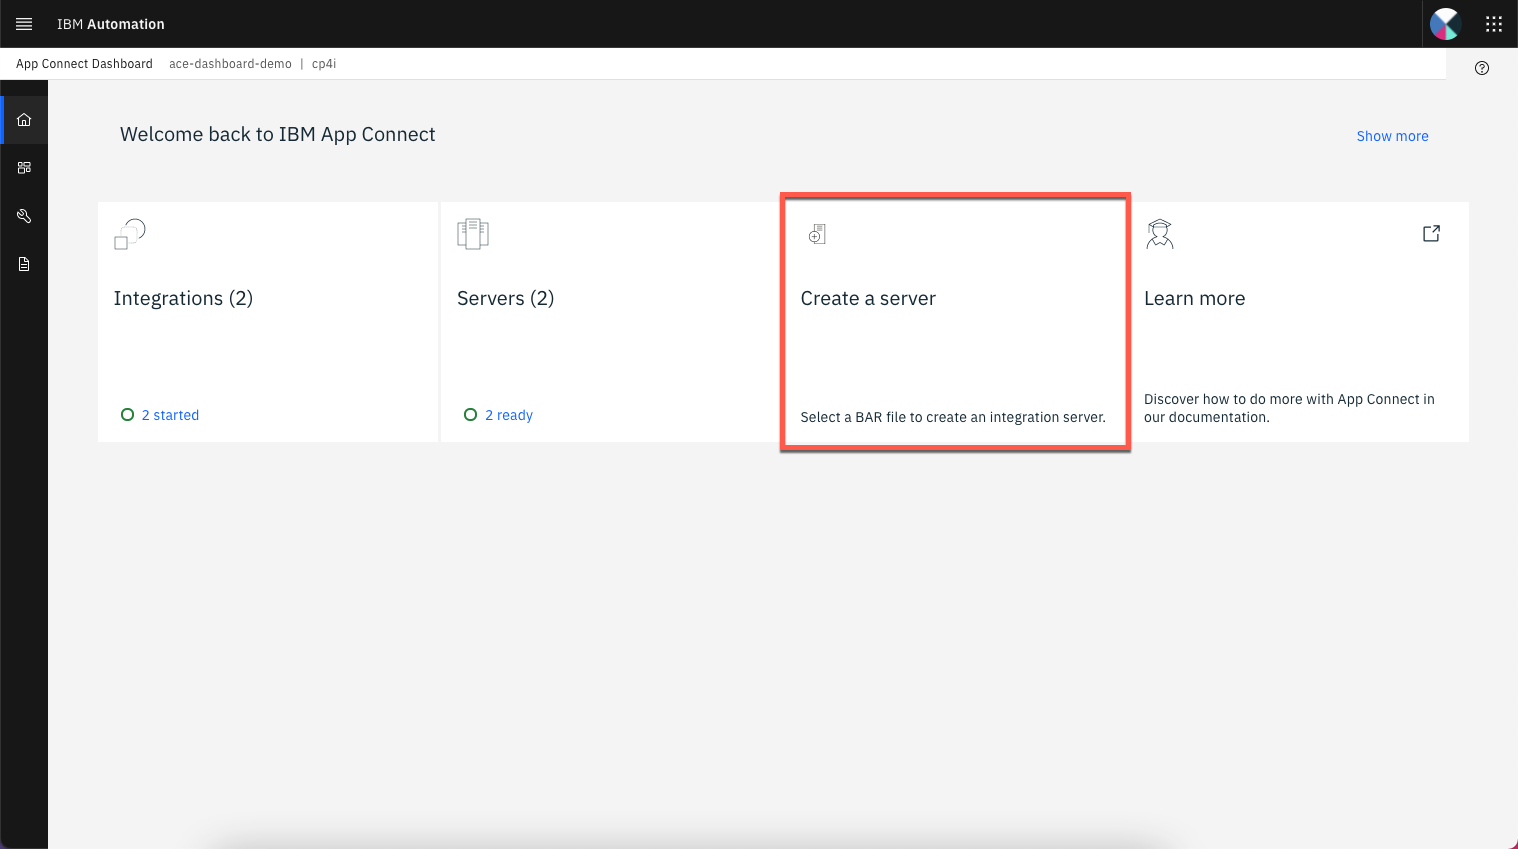 IBM Automation
App Connect Dashboard ace-dashboard-demo | cp4i
Welcome back to IBM App Connect
Show more
Integrations (2)
2 started
Servers (2)
2 ready
Create a server
Select a BAR file to create an integration server.
Learn more
Discover how to do more with App Connect in
our documentation.